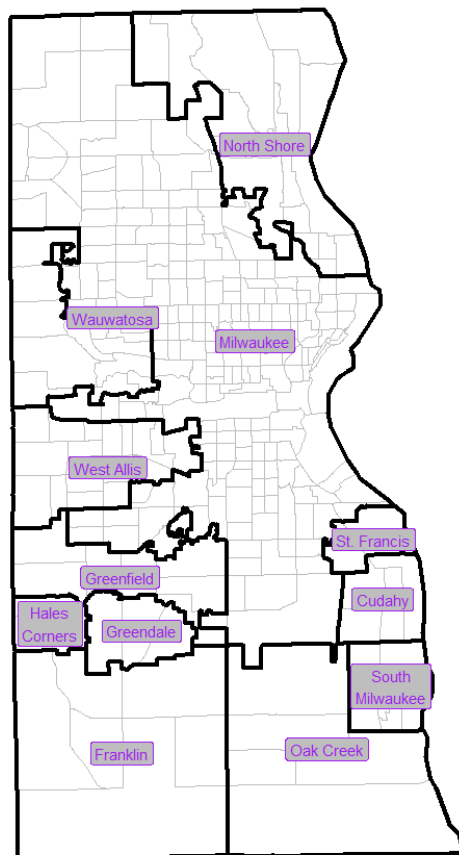 North Shore
Wauwatosa
Milwaukee
West Allis
St. Francis
Greenfield
Cudahy
Hales
Corners
Greendale
South
Milwaukee
Franklin
Oak Creek